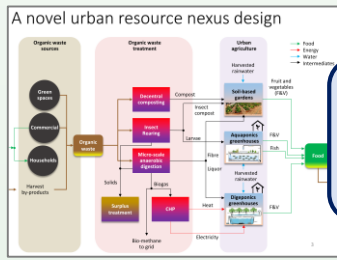 A novel urban resource nexus design
Organic waste
sources
Organic waste
treatment
Urban
agriculture
Food
Energy
Water
Intermediates
Green
spaces
Commercial
Households
Harvest
by-products
Organic
waste
Decentral
composting
Insect
Rearing
Micro-scale
anaerobic
digestion
Solids
Surplus
treatment
Biogas
CHP
Bio-methane
to grid
Compost
Insect
compost
Larvae
Fibre
Liquor
Heat
Electricity
Harvested
rainwater
Soil-based
gardens
Aquaponics
greenhouses
Harvested
rainwater
Digeponics
greenhouses
Fruit and
vegetables
(F&V)
F&V
Fish
F&V
Food